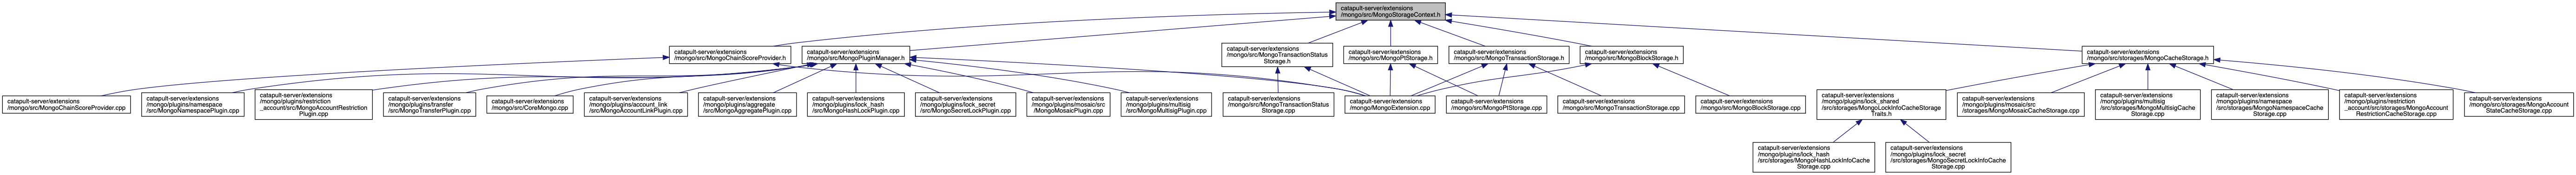 catapult-server/extensions
/mongo/src/MongoStorageContext.h
catapult-server/extensions
/mongo/src/MongoChainScoreProvider.h
catapult-server/extensions
/mongo/src/MongoPluginManager.h
catapult-server/extensions
/mongo/src/MongoTransactionStatus
Storage.h
catapult-server/extensions
/mongo/src/MongoPtStorage.h
catapult-server/extensions
/mongo/src/MongoTransactionStorage.h
catapult-server/extensions
/mongo/src/MongoBlockStorage.h
catapult-server/extensions
/mongo/src/storages/MongoCacheStorage.h
catapult-server/extensions
/mongo/src/MongoChainScoreProvider.cpp
catapult-server/extensions
/mongo/plugins/namespace
/src/MongoNamespacePlugin.cpp
catapult-server/extensions
/mongo/plugins/restriction
_account/src/MongoAccountRestriction
Plugin.cpp
catapult-server/extensions
/mongo/plugins/transfer
/src/MongoTransferPlugin.cpp
catapult-server/extensions
/mongo/src/CoreMongo.cpp
catapult-server/extensions
/mongo/plugins/account_link
/src/MongoAccountLinkPlugin.cpp
catapult-server/extensions
/mongo/plugins/aggregate
/src/MongoAggregatePlugin.cpp
catapult-server/extensions
/mongo/plugins/lock_hash
/src/MongoHashLockPlugin.cpp
catapult-server/extensions
/mongo/plugins/lock_secret
/src/MongoSecretLockPlugin.cpp
catapult-server/extensions
/mongo/plugins/mosaic/src
/MongoMosaicPlugin.cpp
catapult-server/extensions
/mongo/plugins/multisig
/src/MongoMultisigPlugin.cpp
catapult-server/extensions
/mongo/src/MongoTransactionStatus
Storage.cpp
catapult-server/extensions
/mongo/src/MongoExtension.cpp
catapult-server/extensions
/mongo/src/MongoPtStorage.cpp
catapult-server/extensions
/mongo/src/MongoTransactionStorage.cpp
catapult-server/extensions
/mongo/src/MongoBlockStorage.cpp
catapult-server/extensions
/mongo/plugins/lock_shared
/src/storages/MongoLockInfoCacheStorage
Traits.h
catapult-server/extensions
/mongo/plugins/mosaic/src
/storages/MongoMosaicCacheStorage.cpp
catapult-server/extensions
/mongo/plugins/multisig
/src/storages/MongoMultisigCache
Storage.cpp
catapult-server/extensions
/mongo/plugins/namespace
/src/storages/MongoNamespaceCache
Storage.cpp
catapult-server/extensions
/mongo/plugins/restriction
_account/src/storages/MongoAccount
RestrictionCacheStorage.cpp
catapult-server/extensions
/mongo/src/storages/MongoAccount
StateCacheStorage.cpp
catapult-server/extensions
/mongo/plugins/lock_hash
/src/storages/MongoHashLockInfoCache
Storage.cpp
catapult-server/extensions
/mongo/plugins/lock_secret
/src/storages/MongoSecretLockInfoCache
Storage.cpp